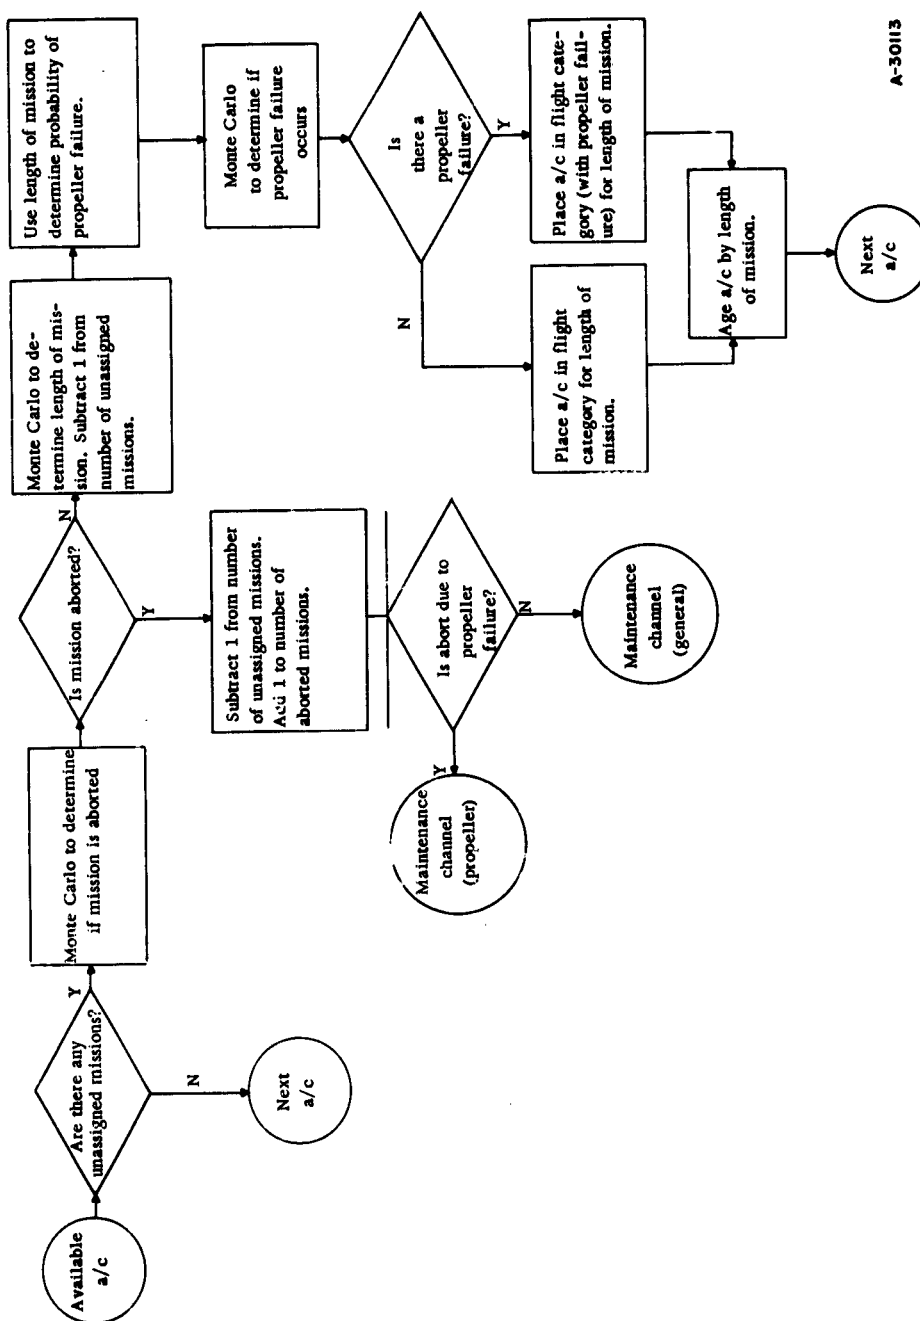 Available
a/c
Are there any
unassigned missions?
Y
N
Next
a/c
Monte Carlo to determine
if mission is aborted
Is mission aborted?
N
Y
Subtract 1 from number
of unassigned missions.
Add 1 to number of
aborted missions.
Is abort due to
propeller
failure?
Y
N
Maintenance
channel
(propeller)
Maintenance
channel
(general)
Monte Carlo to de-
termine length of mis-
sion. Subtract 1 from
number of unassigned
missions.
Use length of mission to
determine probability of
propeller failure.
Monte Carlo
to determine if
propeller failure
occurs
Is
there a
propeller
failure?
N
Y
Place a/c in flight
category for length of
mission.
Place a/c in flight cate-
gory (with propeller fail-
ure) for length of mission.
Age a/c by length
of mission.
Next
a/c
A-30113